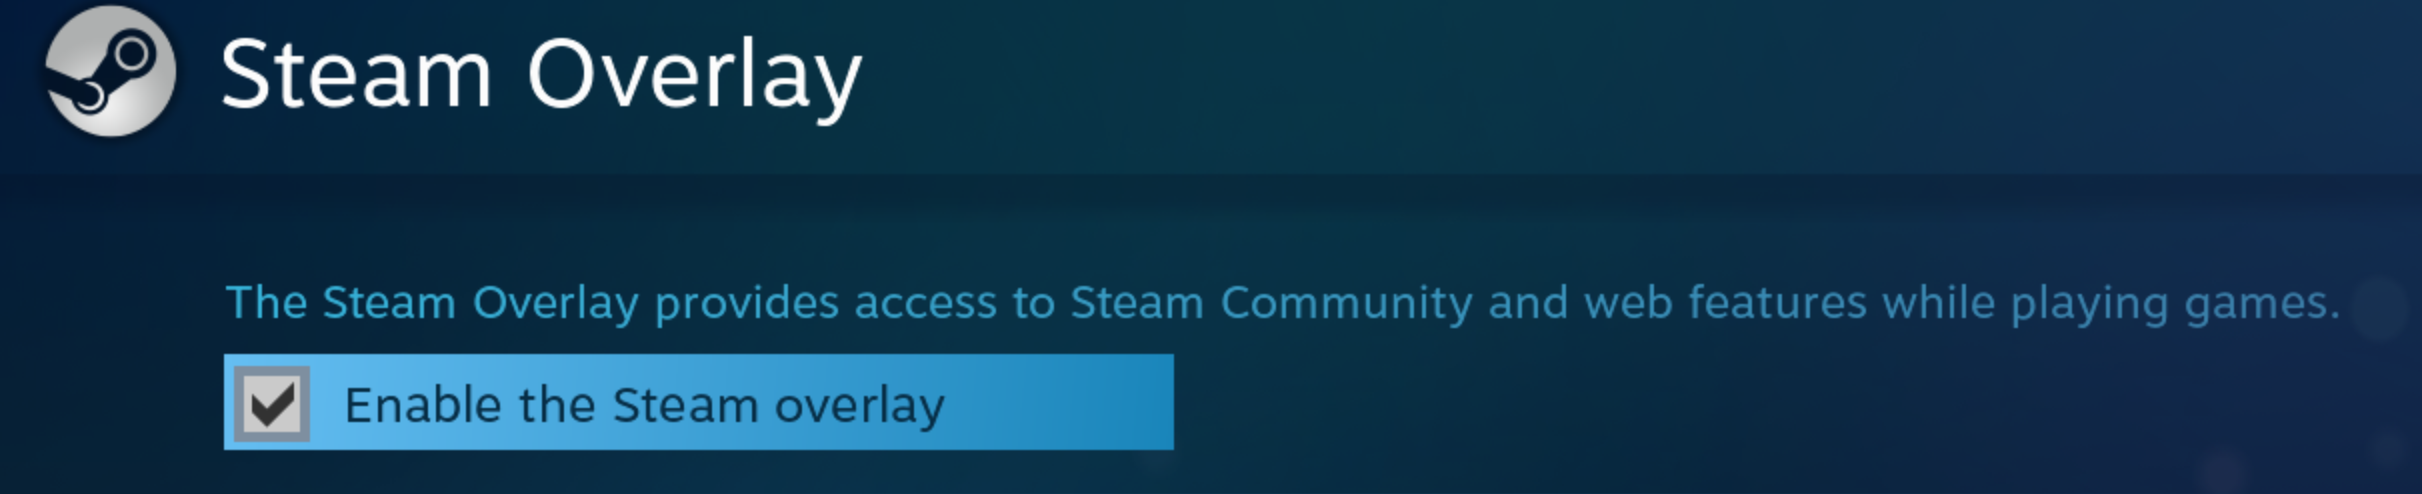 Steam Overlay
The Steam Overlay provides access to Steam Community and web features while playing games.
Enable the Steam overlay